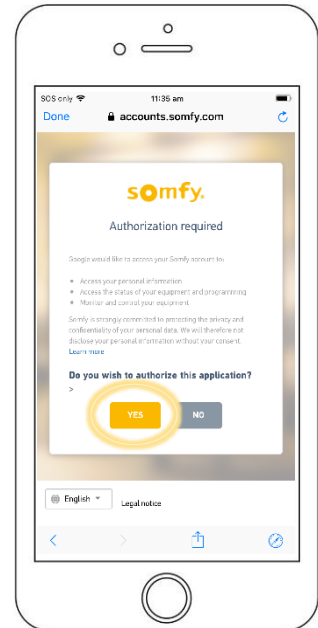 SOS only 11:35 am
Done accounts.somfy.com
somfy.
Authorization required
Google would like to access your Somfy account to:
Access your personal information
Access the status of your equipment and programming
Monitor and control your equipment
Somfy is strongly committed to protecting the privacy and
confidentiality of your personal data. We will therefore not
disclose your personal information without your consent.
Learn more
Do you wish to authorize this application?
>
YES NO
English Legal notice